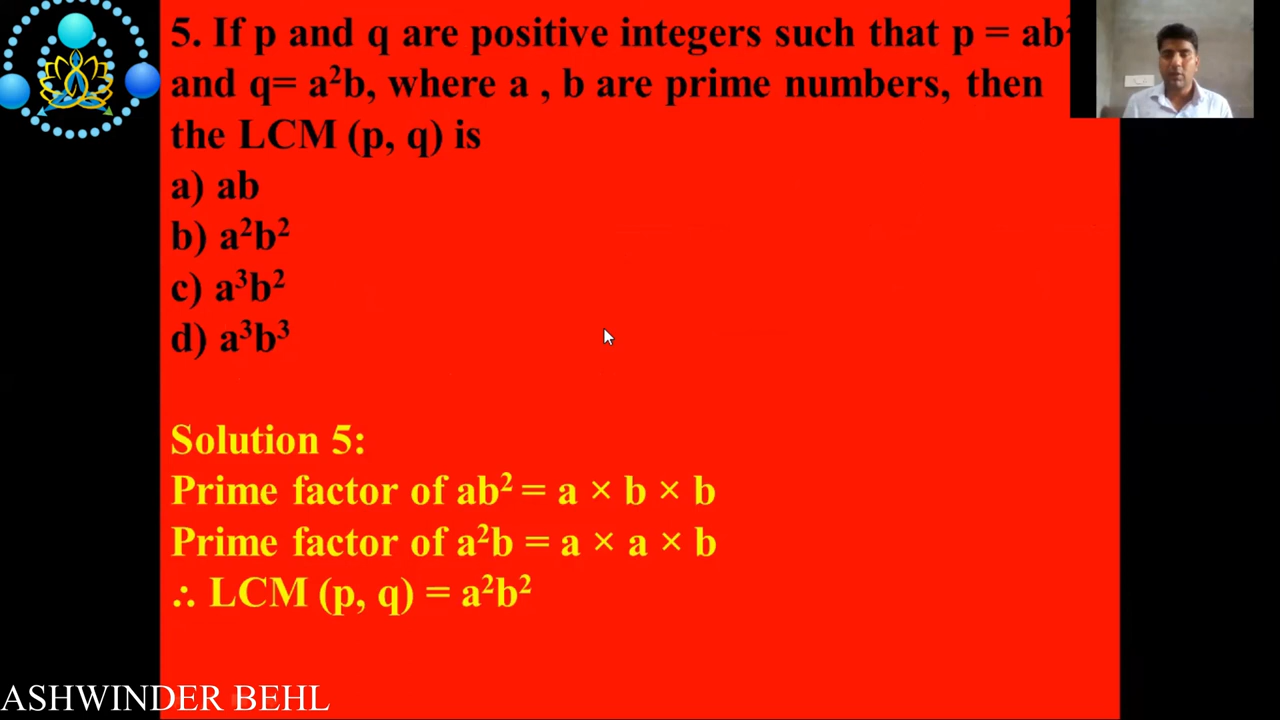 5. If p and q are positive integers such that p = ab²
and q= a²b, where a , b are prime numbers, then
the LCM (p, q) is
a) ab
b) a²b²
c) a³b²
d) a³b³
Solution 5:
Prime factor of ab² = a × b × b
Prime factor of a²b = a × a × b
∴ LCM (p, q) = a²b²
ASHWINDER BEHL